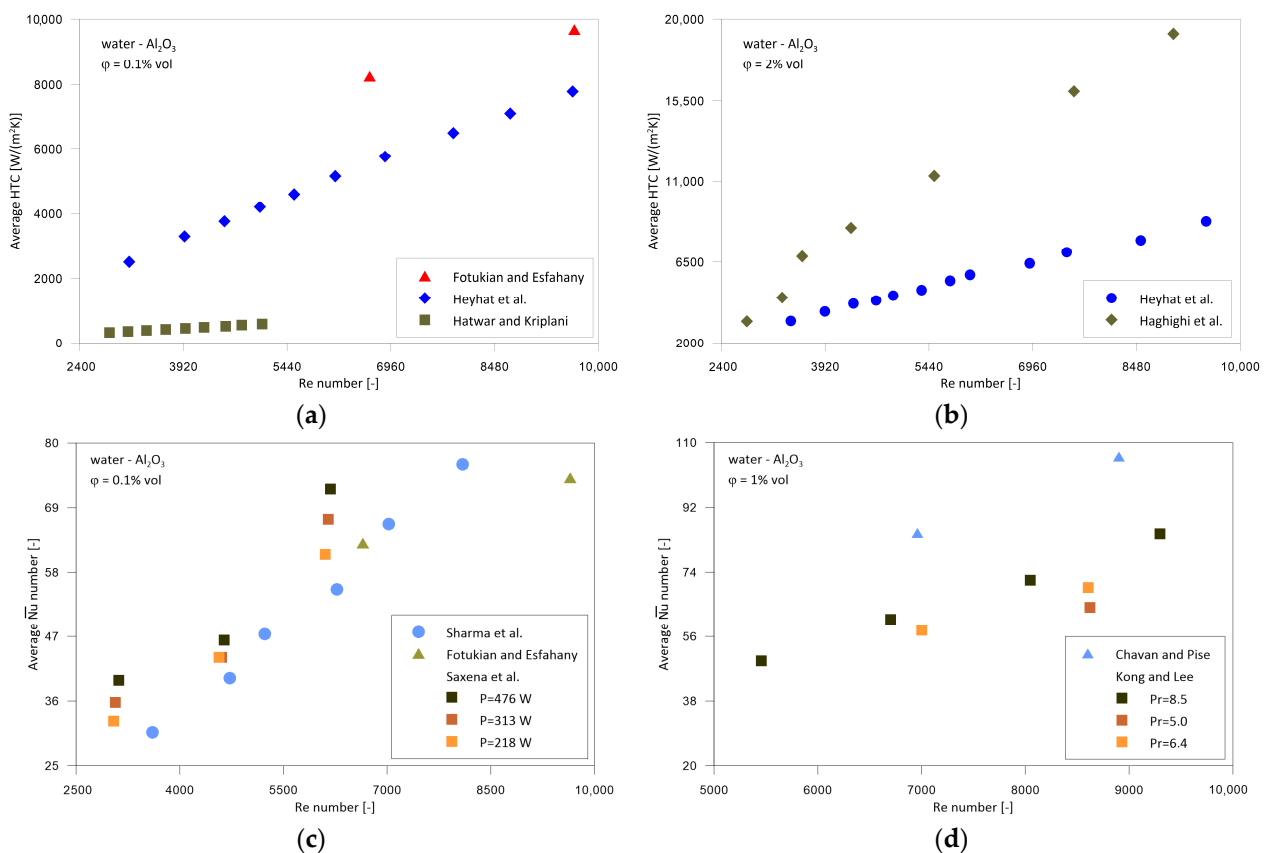 10,000
8000
6000
4000
2000
0
Average HTC [W/(m²K)]
water - Al₂O₃
φ = 0.1% vol
Fotukian and Esfahany
Heyhat et al.
Hatwar and Kriplani
2400 3920 5440 6960 8480 10,000
Re number [-]
(a)
20,000
15,500
11,000
6500
2000
Average HTC [W/(m²K)]
water - Al₂O₃
φ = 2% vol
Heyhat et al.
Haghighi et al.
2400 3920 5440 6960 8480 10,000
Re number [-]
(b)
80
69
58
47
36
25
Average N̅u number [-]
water - Al₂O₃
φ = 0.1% vol
Sharma et al.
Fotukian and Esfahany
Saxena et al.
P=476 W
P=313 W
P=218 W
2500 4000 5500 7000 8500 10,000
Re number [-]
(c)
110
92
74
56
38
20
Average N̅u number [-]
water - Al₂O₃
φ = 1% vol
Chavan and Pise
Kong and Lee
Pr=8.5
Pr=5.0
Pr=6.4
5000 6000 7000 8000 9000 10,000
Re number [-]
(d)